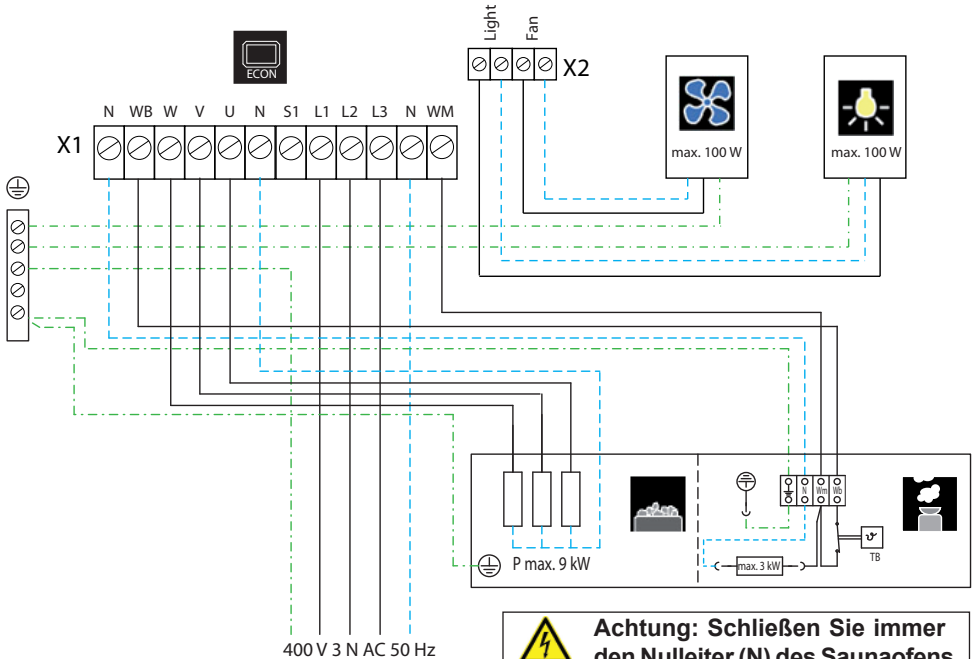 Light
Fan
X2
ECON
N WB W V U N S1 L1 L2 L3 N WM
X1
max. 100 W
max. 100 W
N
Wm
Wb
ϑ
TB
P max. 9 kW
max. 3 kW
400 V 3 N AC 50 Hz
Achtung: Schließen Sie immer
den Nulleiter (N) des Saunaofens